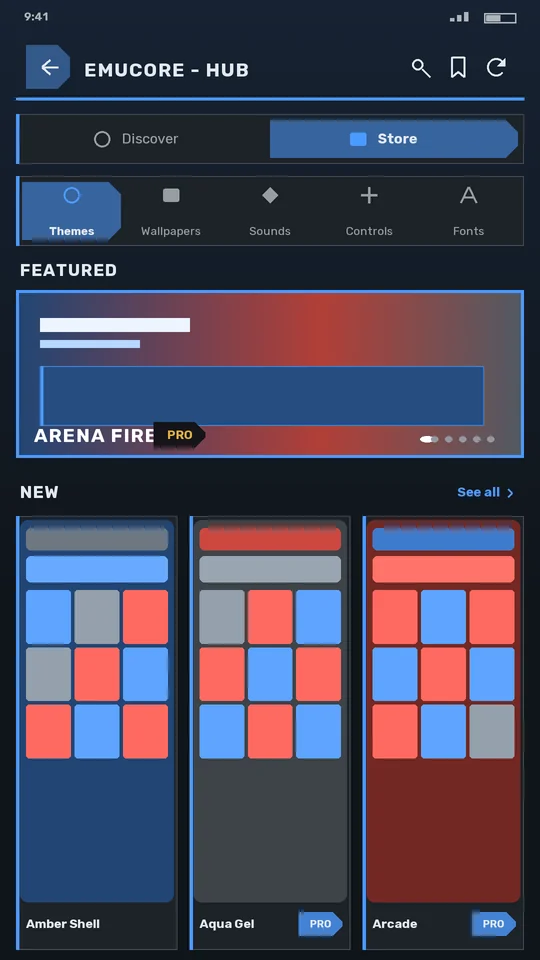 9:41
EMUCORE - HUB
Discover
Store
Themes
Wallpapers
Sounds
Controls
Fonts
FEATURED
ARENA FIRE
PRO
NEW
See all
Amber Shell
Aqua Gel
PRO
Arcade
PRO